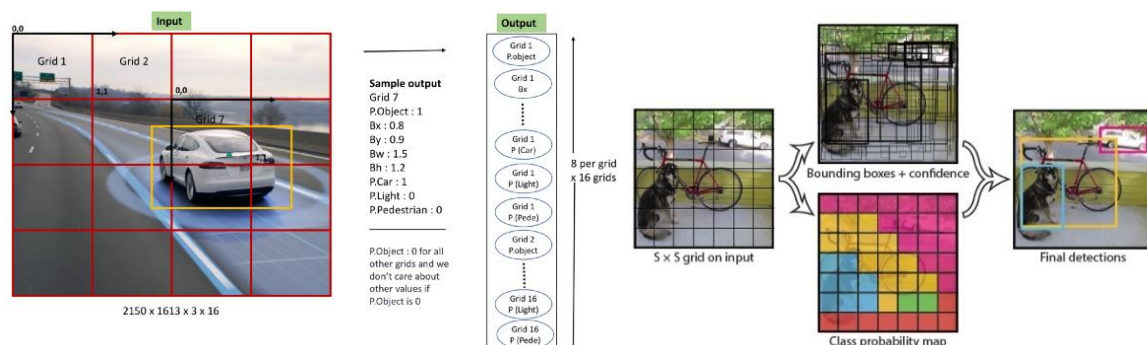 Input
0,0
Grid 1
Grid 2
1,1
0,0
Grid 7
1,1
2150 x 1613 x 3 x 16
Sample output
Grid 7
P.Object : 1
Bx : 0.8
By : 0.9
Bw : 1.5
Bh : 1.2
P.Car : 1
P.Light : 0
P.Pedestrian : 0
P.Object : 0 for all
other grids and we
don't care about
other values if
P.Object is 0
Output
Grid 1
P.object
Grid 1
Bx
Grid 1
P (Car)
Grid 1
P (Light)
Grid 1
P (Pede)
Grid 2
P.object
Grid 16
P (Light)
Grid 16
P (Pede)
8 per grid
x 16 grids
S × S grid on input
Bounding boxes + confidence
Class probability map
Final detections